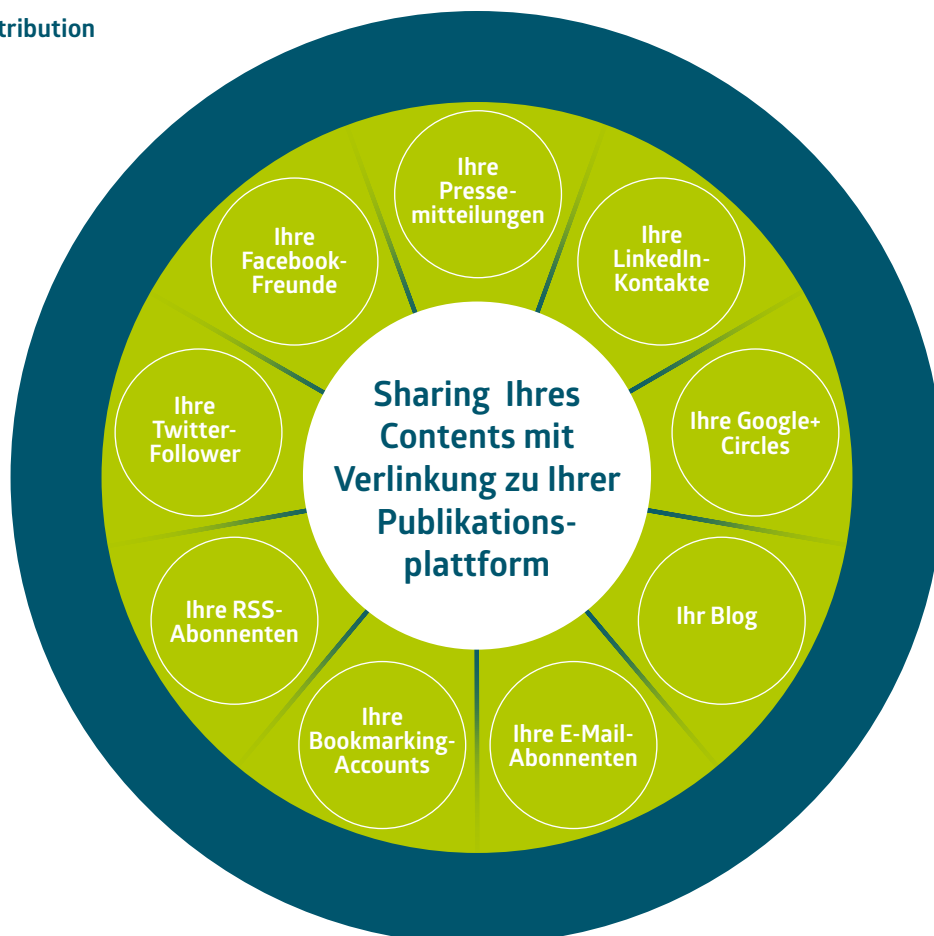 tribution
Ihre
Presse-
mitteilungen
Ihre
LinkedIn-
Kontakte
Ihre Google+
Circles
Ihr Blog
Ihre E-Mail-
Abonnenten
Ihre
Bookmarking-
Accounts
Ihre RSS-
Abonnenten
Ihre
Twitter-
Follower
Ihre
Facebook-
Freunde
Sharing Ihres
Contents mit
Verlinkung zu Ihrer
Publikations-
plattform